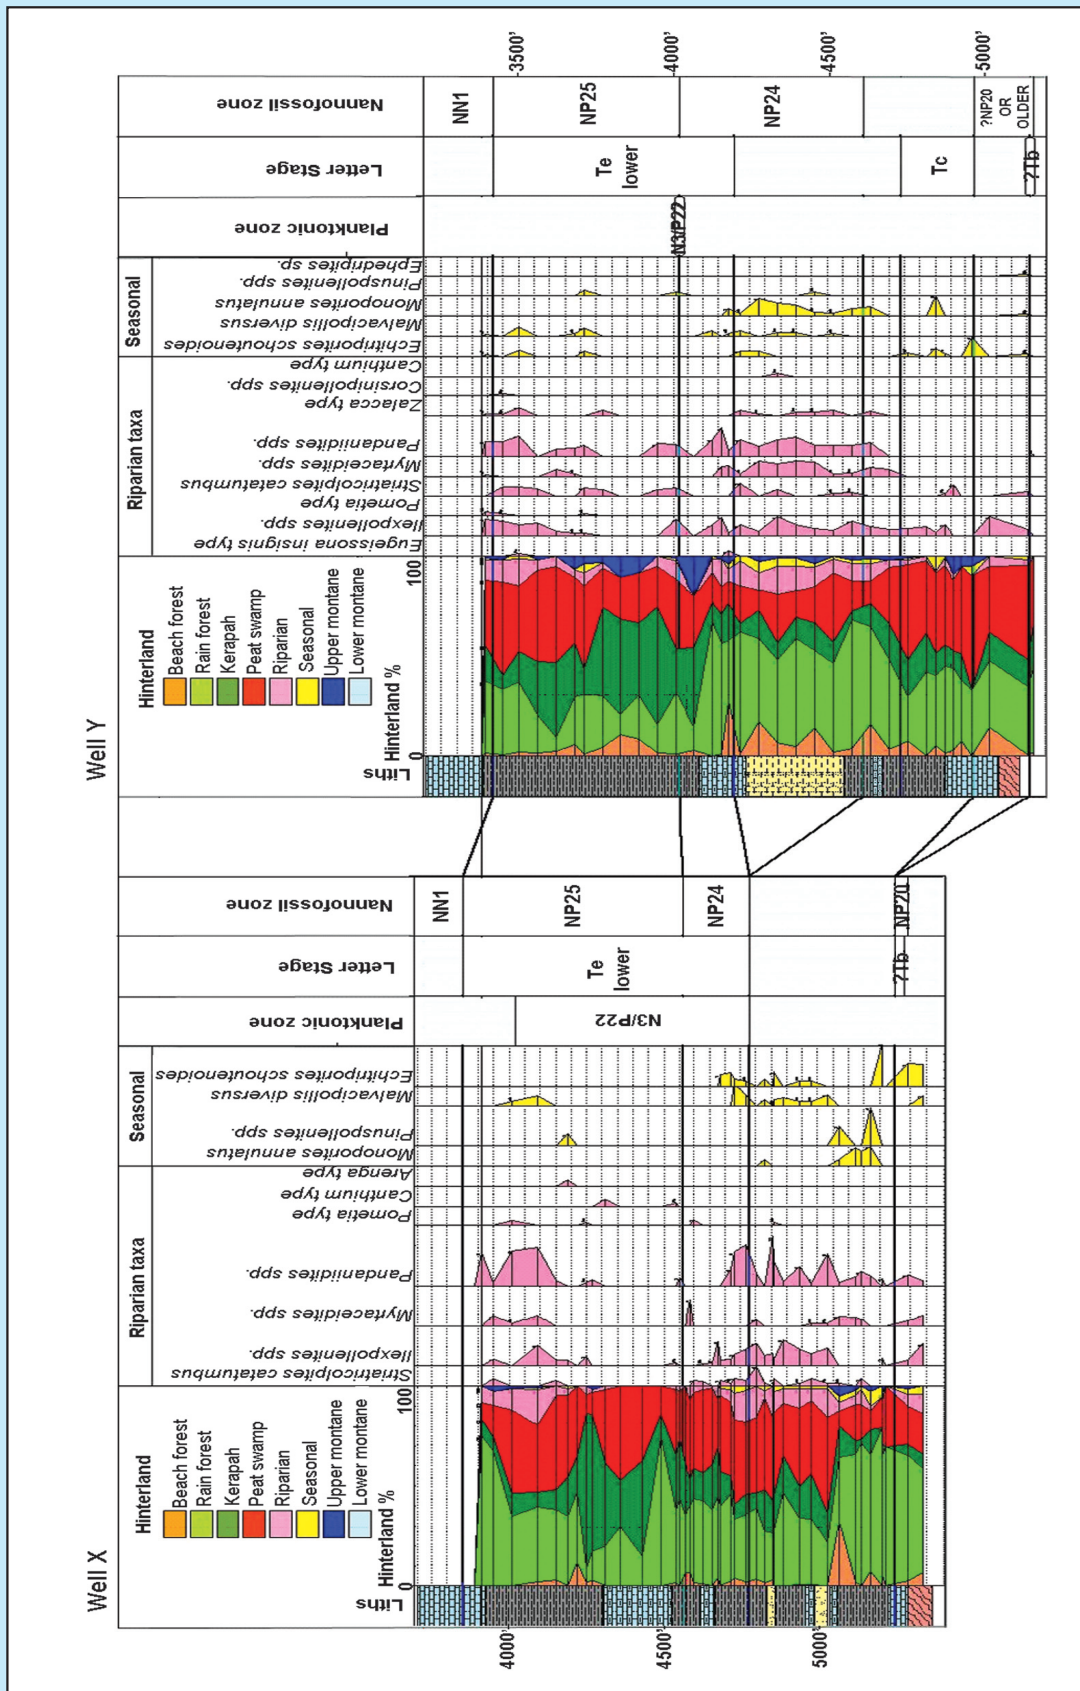 Well Y
Hinterland
Beach forest
Rain forest
Kerapah
Peat swamp
Riparian
Seasonal
Upper montane
Lower montane
Hinterland %
0
100
Liths
Riparian taxa
Eugeissona insignis type
Ilexpollenites spp.
Pometia type
Striatricolpites catatumbus
Myrtaceidites spp.
Pandaniidites spp.
Zalacca type
Corsinipollenites spp.
Canthium type
Seasonal
Echitriporites schoutenoides
Malvacipollis diversus
Monoporites annulatus
Pinuspollenites spp.
Ephedripites sp.
Planktonic zone
N3/P22
Letter Stage
Te
lower
Tc
?Tb
Nannofossil zone
NN1
NP25
NP24
?NP20
OR
OLDER
-3500'
-4000'
-4500'
-5000'
Well X
Hinterland
Beach forest
Rain forest
Kerapah
Peat swamp
Riparian
Seasonal
Upper montane
Lower montane
Hinterland %
0
100
Liths
Riparian taxa
Striatricolpites catatumbus
Ilexpollenites spp.
Myrtaceidites spp.
Pandaniidites spp.
Pometia type
Canthium type
Arenga type
Seasonal
Monoporites annulatus
Pinuspollenites spp.
Malvacipollis diversus
Echitriporites schoutenoides
Planktonic zone
N3/P22
Letter Stage
Te
lower
?Tb
Nannofossil zone
NN1
NP25
NP24
NP20
4000'
4500'
5000'